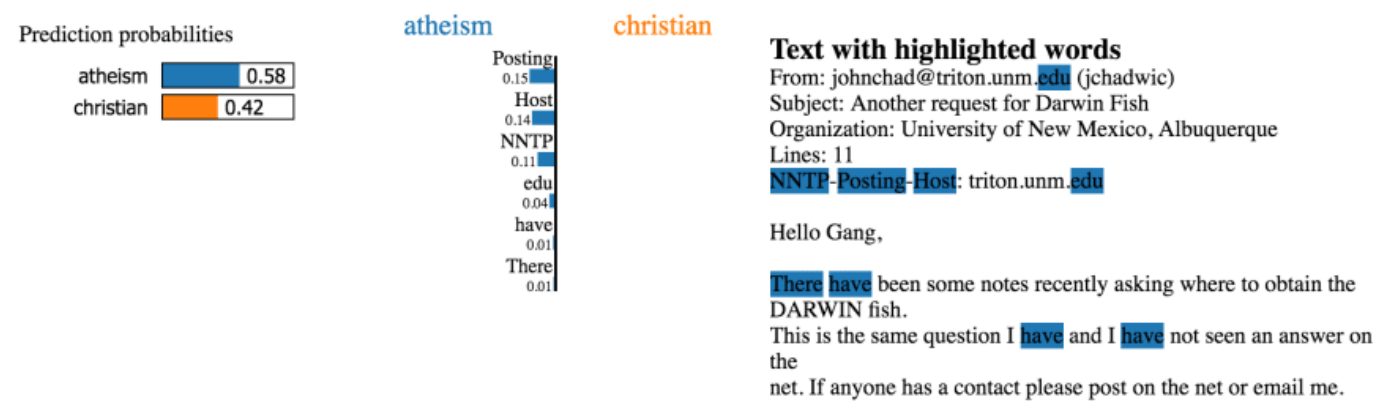 Prediction probabilities
atheism 0.58
christian 0.42
atheism christian
Posting
0.15
Host
0.14
NNTP
0.11
edu
0.04
have
0.01
There
0.01
Text with highlighted words
From: johnchad@triton.unm.edu (jchadwic)
Subject: Another request for Darwin Fish
Organization: University of New Mexico, Albuquerque
Lines: 11
NNTP-Posting-Host: triton.unm.edu
Hello Gang,
There have been some notes recently asking where to obtain the
DARWIN fish.
This is the same question I have and I have not seen an answer on
the
net. If anyone has a contact please post on the net or email me.